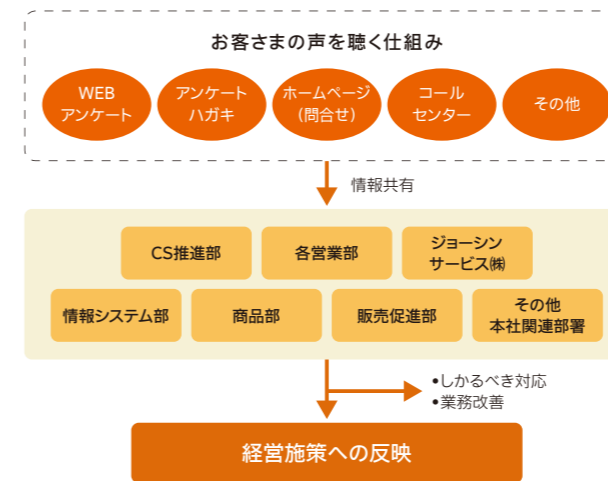 お客さまの声を聴く仕組み
WEB
アンケート
アンケート
ハガキ
ホームページ
(問合せ)
コール
センター
その他
情報共有
CS推進部
各営業部
ジョーシン
サービス㈱
情報システム部
商品部
販売促進部
その他
本社関連部署
•しかるべき対応
•業務改善
経営施策への反映